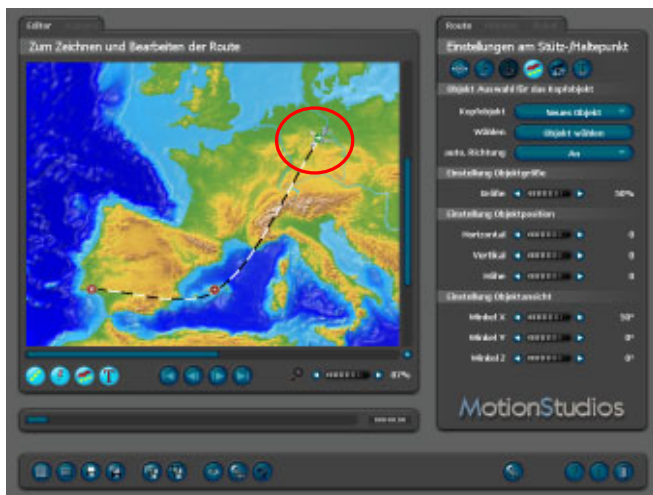 Editor
Zum Zeichnen und Bearbeiten der Route
87%
Route
Einstellungen am Stütz-/Haltepunkt
Objekt Auswahl für das Kopfobjekt
Kopfobjekt Neues Objekt
Wählen Objekt wählen
auto. Richtung An
Einstellung Objektgröße
Größe 50%
Einstellung Objektposition
Horizontal 0
Vertikal 0
Höhe 0
Einstellung Objektansicht
Winkel X
Winkel Y 0°
Winkel Z 0°
MotionStudios